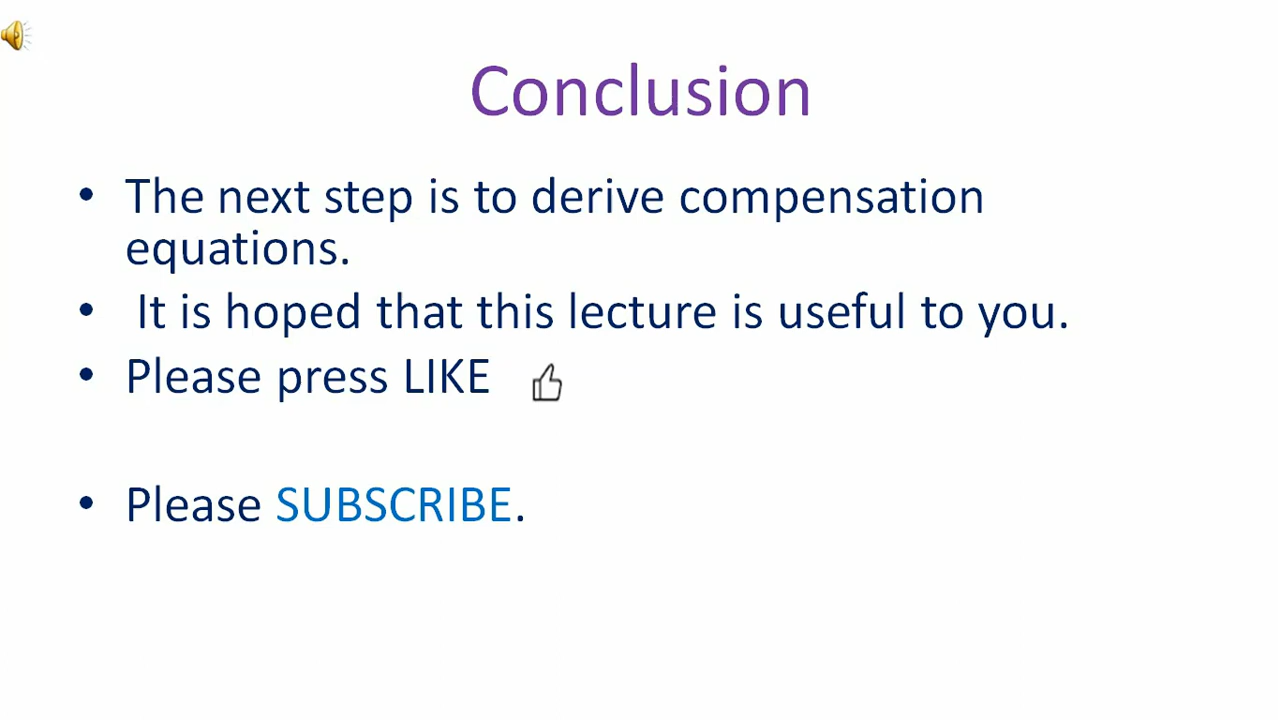 Conclusion
• The next step is to derive compensation
equations.
• It is hoped that this lecture is useful to you.
• Please press LIKE
• Please SUBSCRIBE.